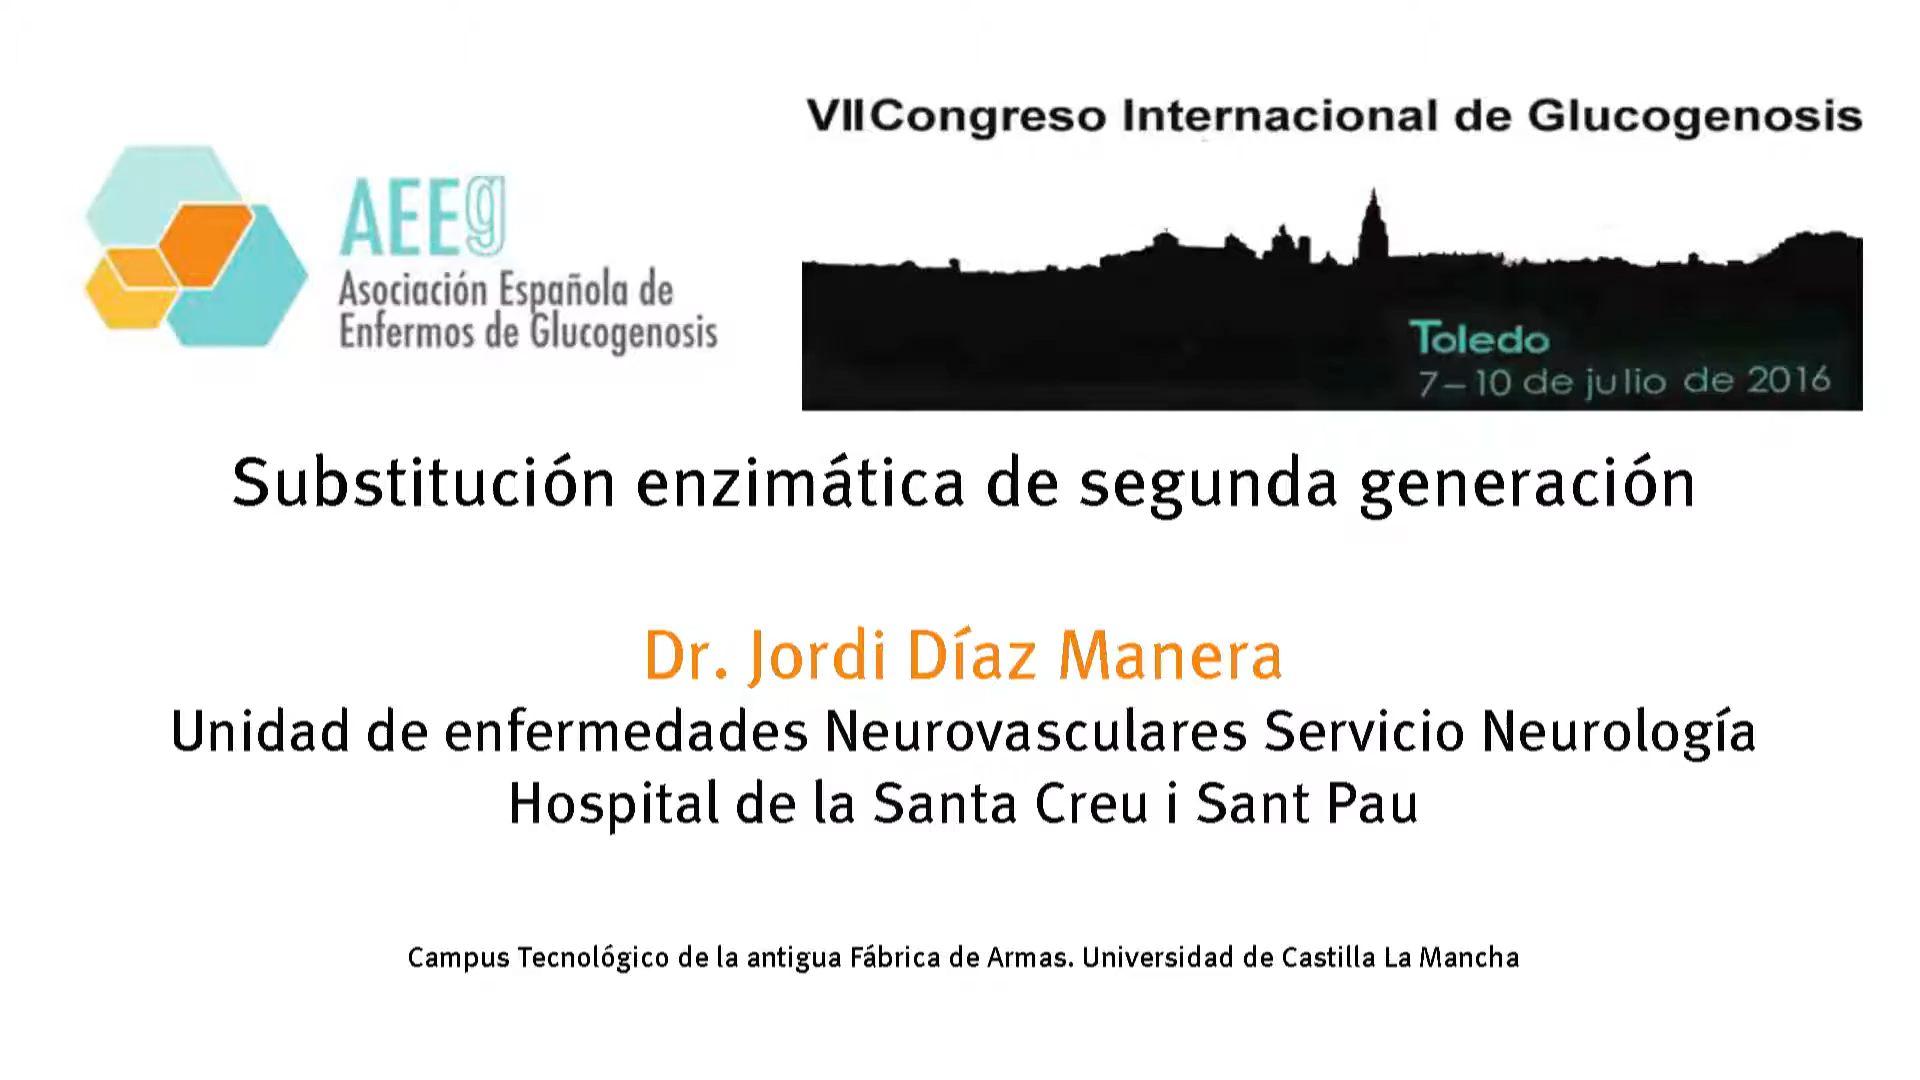 VII Congreso Internacional de Glucogenosis
AEEg
Asociación Española de
Enfermos de Glucogenosis
Toledo
7–10 de julio de 2016
Substitución enzimática de segunda generación
Dr. Jordi Díaz Manera
Unidad de enfermedades Neurovasculares Servicio Neurología
Hospital de la Santa Creu i Sant Pau
Campus Tecnológico de la antigua Fábrica de Armas. Universidad de Castilla La Mancha